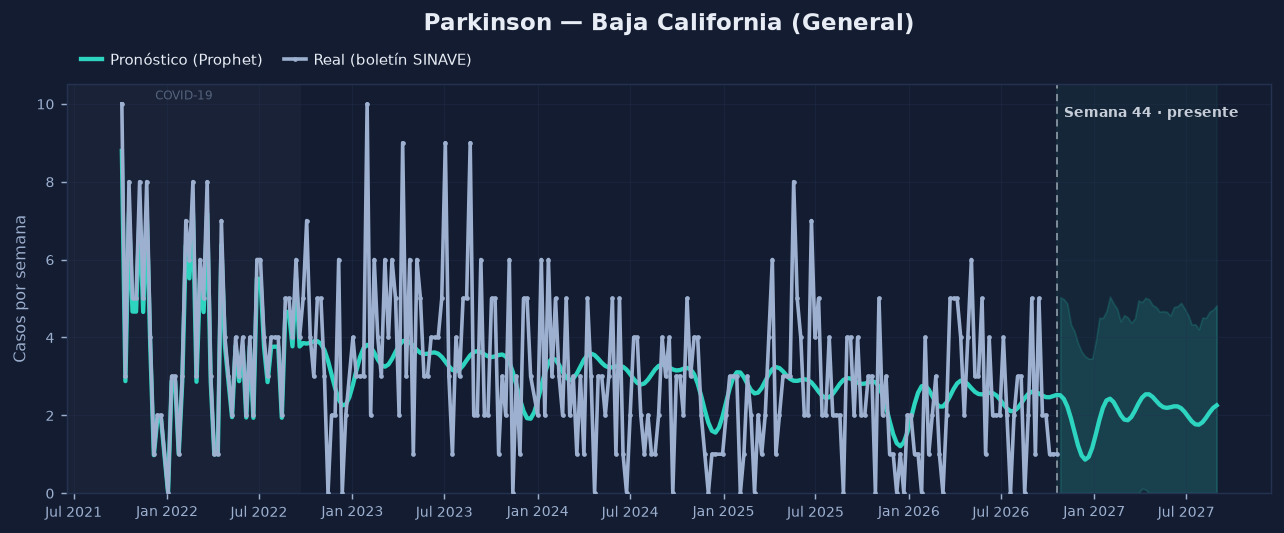 Parkinson — Baja California (General)
Pronóstico (Prophet)
Real (boletín SINAVE)
COVID-19
Semana 44 · presente
Casos por semana
10
8
6
4
2
0
Jul 2021
Jan 2022
Jul 2022
Jan 2023
Jul 2023
Jan 2024
Jul 2024
Jan 2025
Jul 2025
Jan 2026
Jul 2026
Jan 2027
Jul 2027